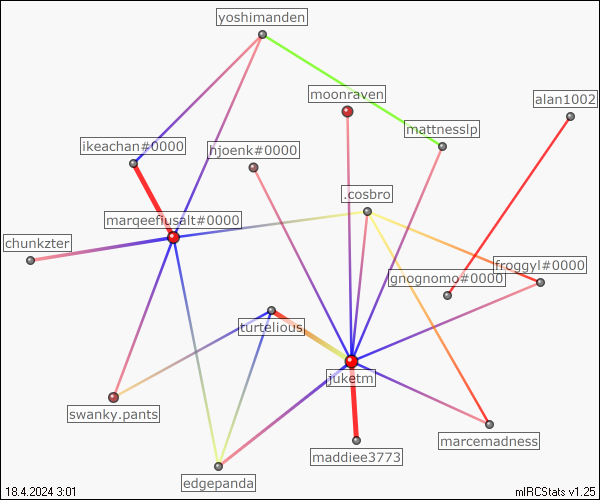 yoshimanden
moonraven
alan1002
mattnesslp
ikeachan#0000
hjoenk#0000
.cosbro
marqeefiusalt#0000
chunkzter
froggyl#0000
gnognomo#0000
turtelious
juketm
swanky.pants
marcemadness
maddiee3773
edgepanda
18.4.2024 3:01
mIRCStats v1.25